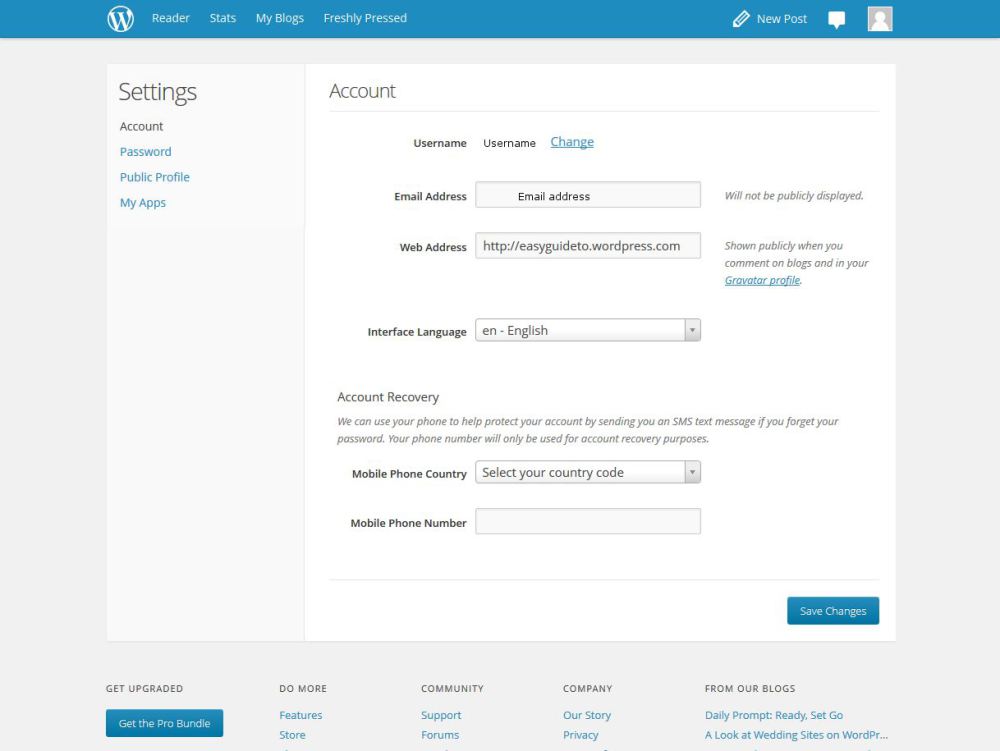 Reader Stats My Blogs Freshly Pressed New Post
Settings
Account
Password
Public Profile
My Apps
Account
Username Username Change
Email Address Email address Will not be publicly displayed.
Web Address http://easyguideto.wordpress.com Shown publicly when you
comment on blogs and in your
Gravatar profile.
Interface Language en - English
Account Recovery
We can use your phone to help protect your account by sending you an SMS text message if you forget your
password. Your phone number will only be used for account recovery purposes.
Mobile Phone Country Select your country code
Mobile Phone Number
Save Changes
GET UPGRADED DO MORE COMMUNITY COMPANY FROM OUR BLOGS
Get the Pro Bundle Features Support Our Story Daily Prompt: Ready, Set Go
Store Forums Privacy A Look at Wedding Sites on WordPr...